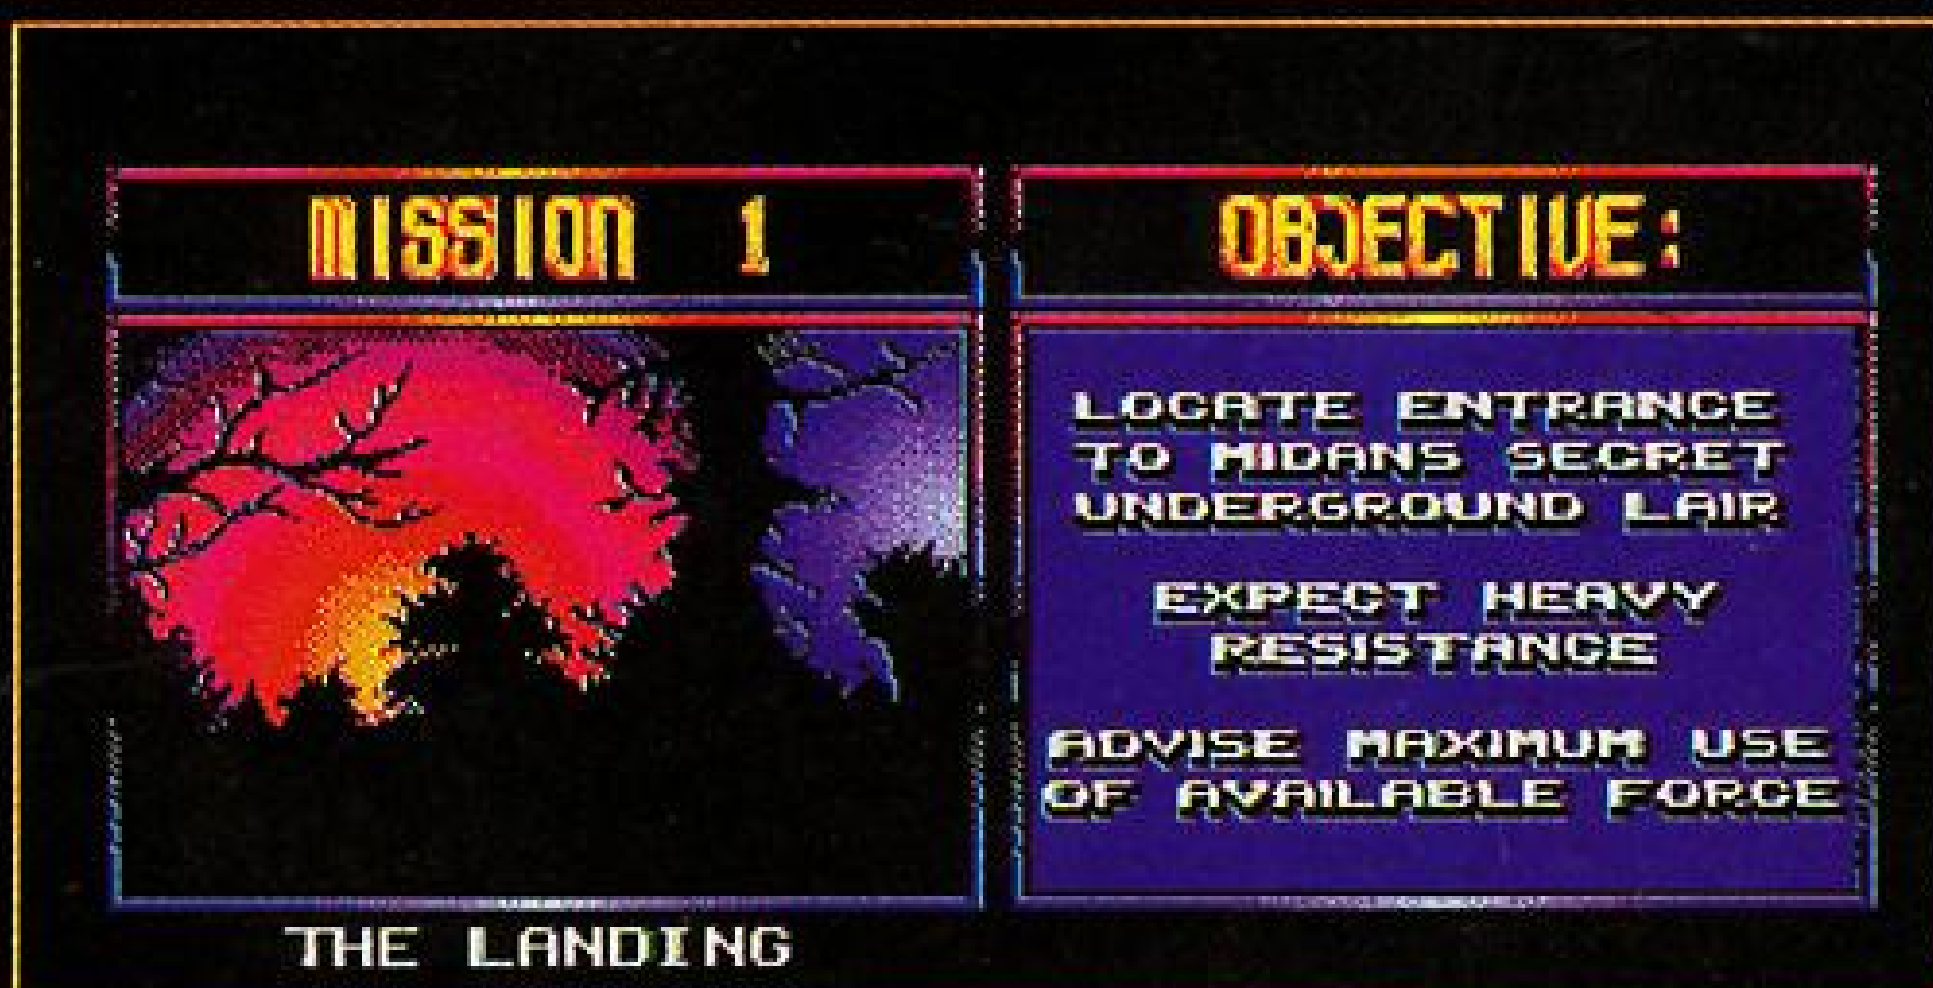 MISSION 1
THE LANDING
OBJECTIVE:
LOCATE ENTRANCE
TO MIDANS SECRET
UNDERGROUND LAIR
EXPECT HEAVY
RESISTANCE
ADVISE MAXIMUM USE
OF AVAILABLE FORCE